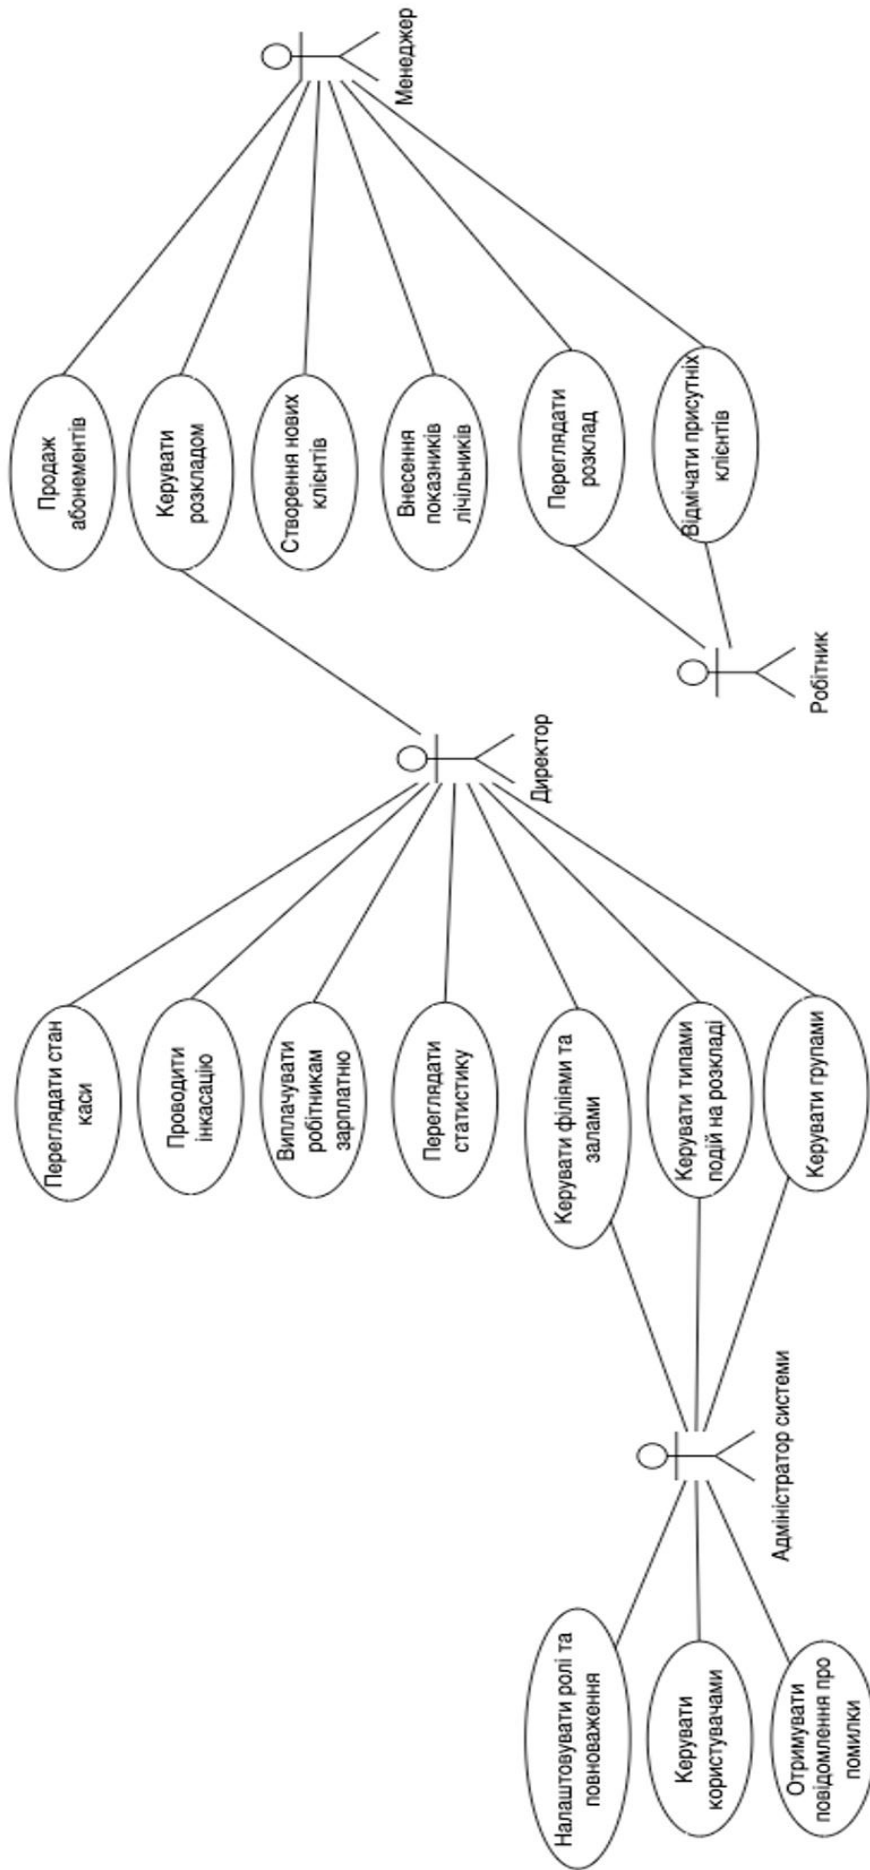 Налаштовувати ролі та
повноваження
Керувати
користувачами
Отримувати
повідомлення про
помилки
Адміністратор системи
Переглядати стан
каси
Проводити
інкасацію
Виплачувати
робітникам
зарплатню
Переглядати
статистику
Керувати філіями та
залами
Керувати типами
подій на розкладі
Керувати групами
Директор
Продаж
абонементів
Керувати
розкладом
Створення нових
клієнтів
Внесення
показників
лічільників
Переглядати
розклад
Відмічати присутніх
клієнтів
Робітник
Менеджер